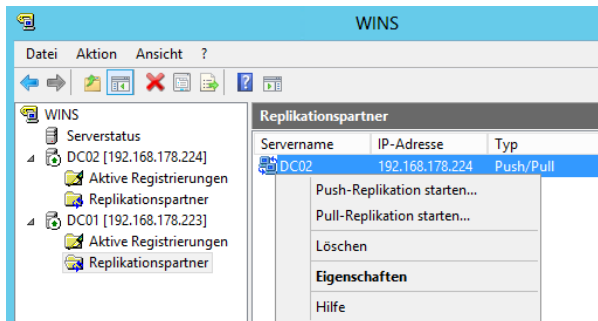 WINS
Datei Aktion Ansicht ?
WINS
Serverstatus
DC02 [192.168.178.224]
Aktive Registrierungen
Replikationspartner
DC01 [192.168.178.223]
Aktive Registrierungen
Replikationspartner
Replikationspartner
Servername IP-Adresse Typ
DC02 192.168.178.224 Push/Pull
Push-Replikation starten...
Pull-Replikation starten...
Löschen
Eigenschaften
Hilfe